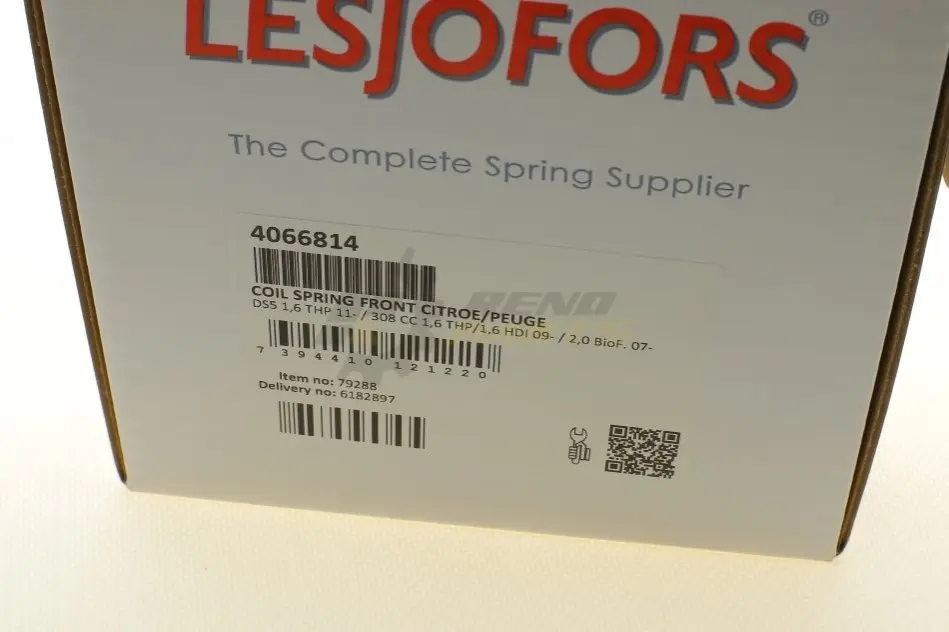 LESJOFORS®
The Complete Spring Supplier
4066814
COIL SPRING FRONT CITROE/PEUGE
DS5 1,6 THP 11- / 308 CC 1,6 THP/1,6 HDI 09- / 2,0 BioF. 07-
7 394410 121220
Item no: 79288
Delivery no: 6182897
RENO